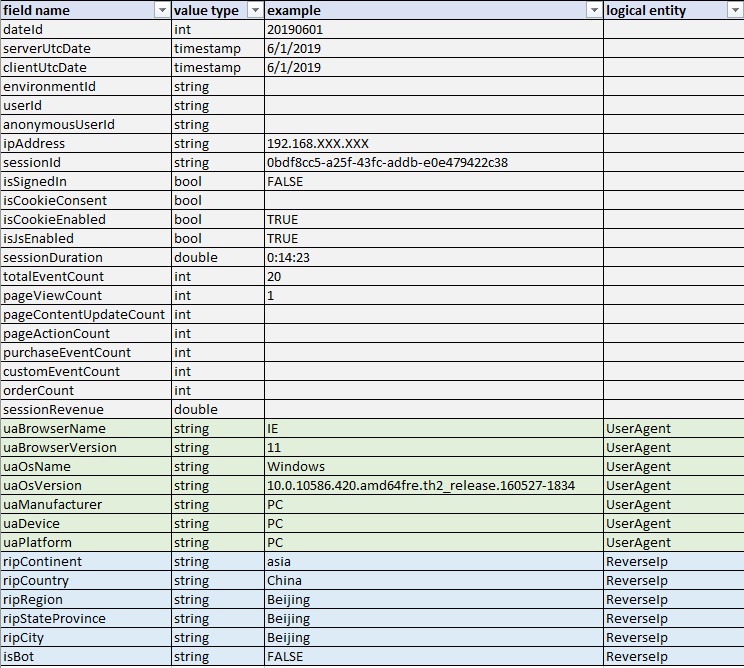 field name value type example logical entity
dateId int 20190601
serverUtcDate timestamp 6/1/2019
clientUtcDate timestamp 6/1/2019
environmentId string
userId string
anonymousUserId string
ipAddress string 192.168.XXX.XXX
sessionId string 0bdf8cc5-a25f-43fc-addb-e0e479422c38
isSignedIn bool FALSE
isCookieConsent bool
isCookieEnabled bool TRUE
isJsEnabled bool TRUE
sessionDuration double 0:14:23
totalEventCount int 20
pageViewCount int 1
pageContentUpdateCount int
pageActionCount int
purchaseEventCount int
customEventCount int
orderCount int
sessionRevenue double
uaBrowserName string IE UserAgent
uaBrowserVersion string 11 UserAgent
uaOsName string Windows UserAgent
uaOsVersion string 10.0.10586.420.amd64fre.th2_release.160527-1834 UserAgent
uaManufacturer string PC UserAgent
uaDevice string PC UserAgent
uaPlatform string PC UserAgent
ripContinent string asia ReverseIp
ripCountry string China ReverseIp
ripRegion string Beijing ReverseIp
ripStateProvince string Beijing ReverseIp
ripCity string Beijing ReverseIp
isBot string FALSE ReverseIp